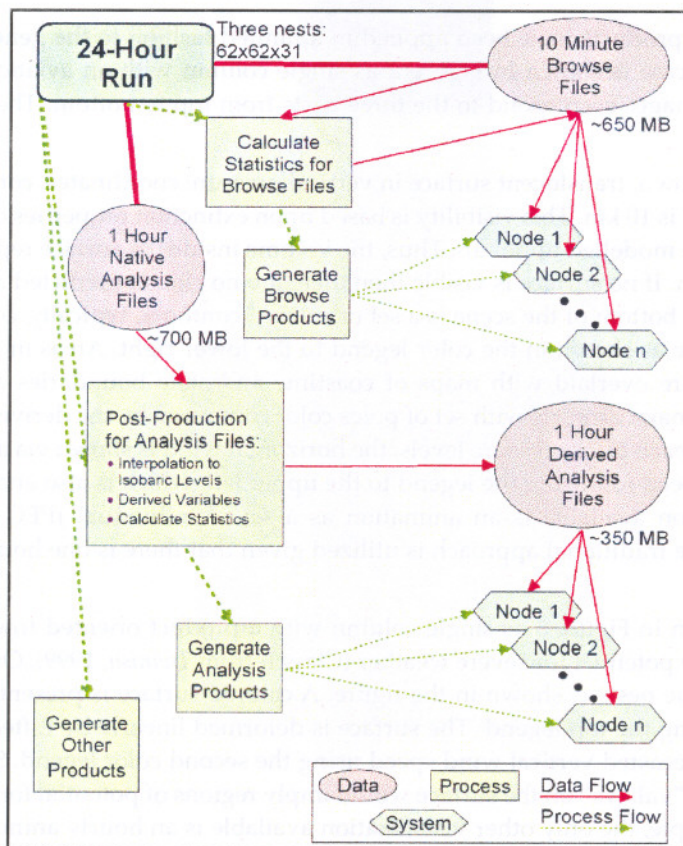 Three nests:
62x62x31
24-Hour
Run
10 Minute
Browse
Files
~650 MB
Calculate
Statistics for
Browse Files
1 Hour
Native
Analysis
Files
~700 MB
Generate
Browse
Products
Node 1
Node 2
Node n
Post-Production
for Analysis Files:
• Interpolation to
Isobaric Levels
• Derived Variables
• Calculate Statistics
1 Hour
Derived
Analysis
Files
~350 MB
Generate
Analysis
Products
Node 1
Node 2
Node n
Generate
Other
Products
Data
Process
Data Flow
System
Process Flow